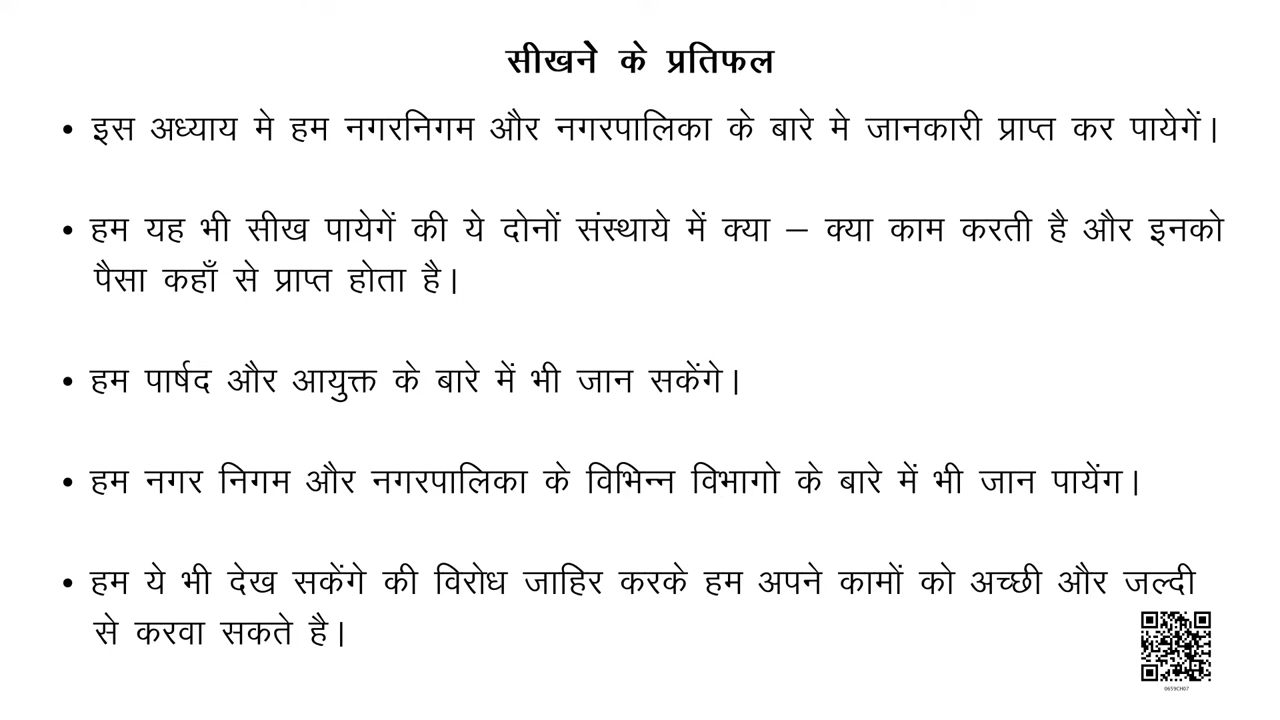 सीखने के प्रतिफल
• इस अध्याय मे हम नगरनिगम और नगरपालिका के बारे मे जानकारी प्राप्त कर पायेगें।
• हम यह भी सीख पायेगें की ये दोनों संस्थाये में क्या – क्या काम करती है और इनको
पैसा कहाँ से प्राप्त होता है।
• हम पार्षद और आयुक्त के बारे में भी जान सकेंगे।
• हम नगर निगम और नगरपालिका के विभिन्न विभागो के बारे में भी जान पायेंग।
• हम ये भी देख सकेंगे की विरोध जाहिर करके हम अपने कामों को अच्छी और जल्दी
से करवा सकते है।
0659CH07